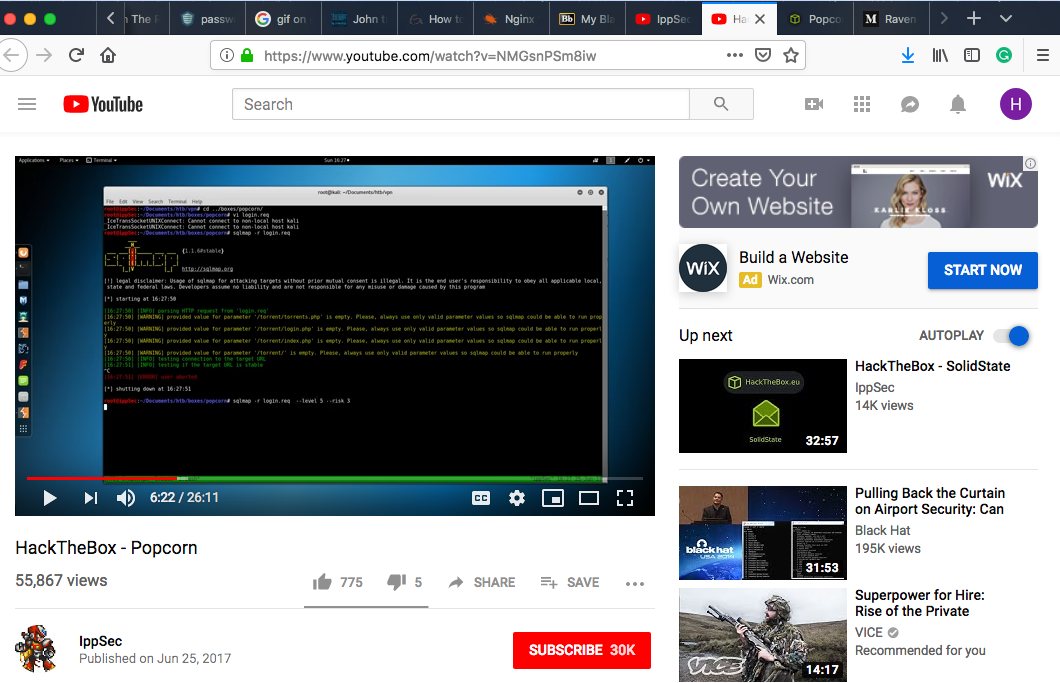 n The F
passw
gif on
John t
How to
Nginx
Bb My Bla
IppSec
Ha
Popco
M Raven
https://www.youtube.com/watch?v=NMGsnPSm8iw
YouTube
Search
H
Applications Places Terminal
Sun 16:27
root@kali: ~/Documents/htb/vpn
File Edit View Search Terminal Help
root@ippSec:~/Documents/htb/vpn# cd ../boxes/popcorn/
root@ippSec:~/Documents/htb/boxes/popcorn# vi login.req
_IceTransSocketUNIXConnect: Cannot connect to non-local host kali
_IceTransSocketUNIXConnect: Cannot connect to non-local host kali
root@ippSec:~/Documents/htb/boxes/popcorn# sqlmap -r login.req
{1.1.6#stable}
http://sqlmap.org
[!] legal disclaimer: Usage of sqlmap for attacking targets without prior mutual consent is illegal. It is the end user's responsibility to obey all applicable local,
state and federal laws. Developers assume no liability and are not responsible for any misuse or damage caused by this program
[*] starting at 16:27:50
[16:27:50] [INFO] parsing HTTP request from 'login.req'
[16:27:50] [WARNING] provided value for parameter '/torrent/torrents.php' is empty. Please, always use only valid parameter values so sqlmap could be able to run prop
erly
[16:27:50] [WARNING] provided value for parameter '/torrent/login.php' is empty. Please, always use only valid parameter values so sqlmap could be able to run properl
y
[16:27:50] [WARNING] provided value for parameter '/torrent/index.php' is empty. Please, always use only valid parameter values so sqlmap could be able to run properl
y
[16:27:50] [WARNING] provided value for parameter '/torrent/' is empty. Please, always use only valid parameter values so sqlmap could be able to run properly
[16:27:50] [INFO] testing connection to the target URL
[16:27:51] [INFO] testing if the target URL is stable
^C
[16:27:51] [ERROR] user aborted
[*] shutting down at 16:27:51
root@ippSec:~/Documents/htb/boxes/popcorn# sqlmap -r login.req --level 5 --risk 3
6:22 / 26:11
CC
HackTheBox - Popcorn
55,867 views
775
5
SHARE
SAVE
IppSec
Published on Jun 25, 2017
SUBSCRIBE 30K
Create Your
Own Website
KARLIE KLOSS
WiX
WiX
Build a Website
Ad Wix.com
START NOW
Up next
AUTOPLAY
HackTheBox.eu
SolidState
32:57
HackTheBox - SolidState
IppSec
14K views
black hat
USA 2014
31:53
Pulling Back the Curtain
on Airport Security: Can
Black Hat
195K views
VICE
14:17
Superpower for Hire:
Rise of the Private
VICE
Recommended for you